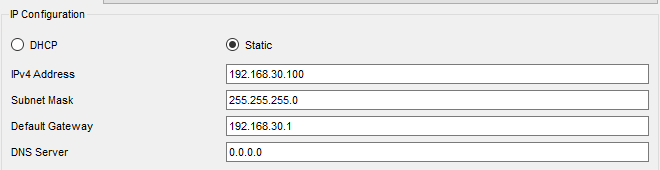 IP Configuration
DHCP Static
IPv4 Address 192.168.30.100
Subnet Mask 255.255.255.0
Default Gateway 192.168.30.1
DNS Server 0.0.0.0